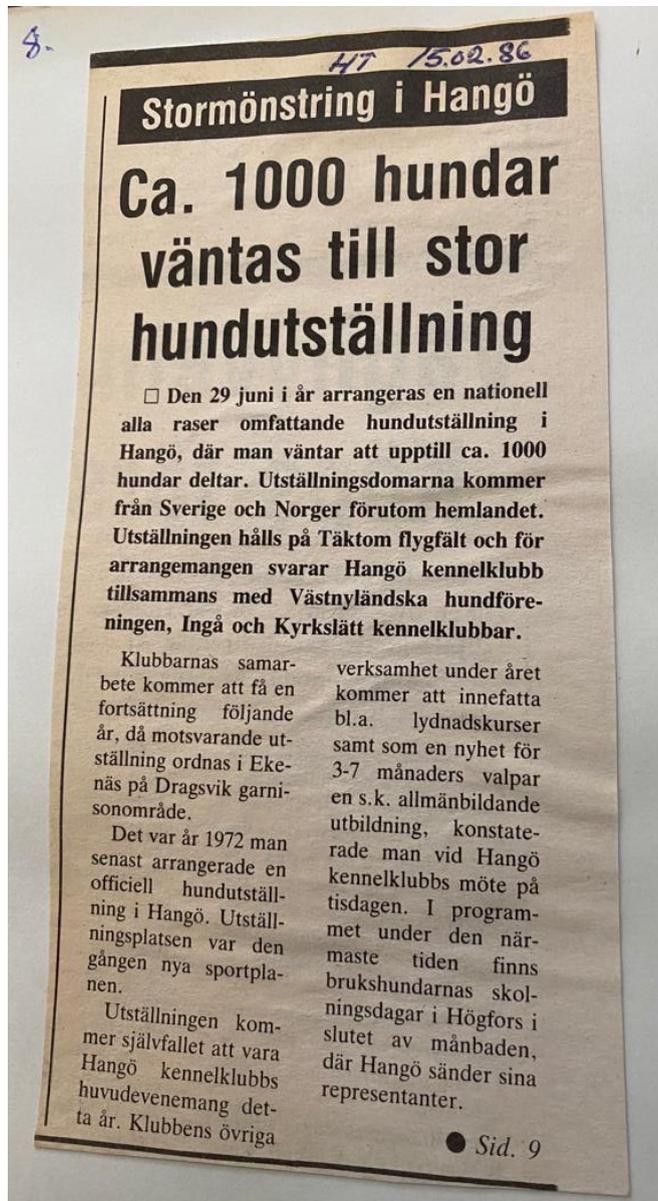 8.
HT 15.02.86
Stormönstring i Hangö
Ca. 1000 hundar
väntas till stor
hundutställning
□ Den 29 juni i år arrangeras en nationell
alla raser omfattande hundutställning i
Hangö, där man väntar att upptill ca. 1000
hundar deltar. Utställningsdomarna kommer
från Sverige och Norger förutom hemlandet.
Utställningen hålls på Täktom flygfält och för
arrangemangen svarar Hangö kennelklubb
tillsammans med Västnyländska hundföre-
ningen, Ingå och Kyrkslätt kennelklubbar.
Klubbarnas samar-
bete kommer att få en
fortsättning följande
år, då motsvarande ut-
ställning ordnas i Eke-
näs på Dragsvik garni-
sonområde.
Det var år 1972 man
senast arrangerade en
officiell hundutställ-
ning i Hangö. Utställ-
ningsplatsen var den
gången nya sportpla-
nen.
Utställningen kom-
mer självfallet att vara
Hangö kennelklubbs
huvudevenemang det-
ta år. Klubbens övriga
verksamhet under året
kommer att innefatta
bl.a. lydnadskurser
samt som en nyhet för
3-7 månaders valpar
en s.k. allmänbildande
utbildning, konstate-
rade man vid Hangö
kennelklubbs möte på
tisdagen. I program-
met under den när-
maste tiden finns
brukshundarnas skol-
ningsdagar i Högfors i
slutet av månbaden,
där Hangö sänder sina
representanter.
● Sid. 9